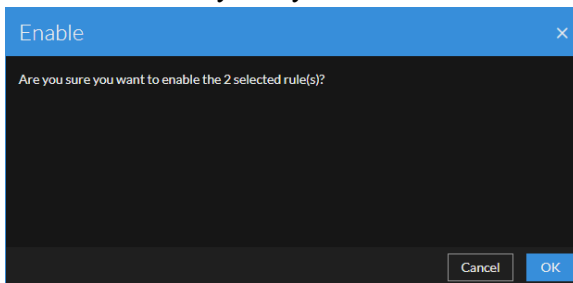 Enable
Are you sure you want to enable the 2 selected rule(s)?
Cancel OK